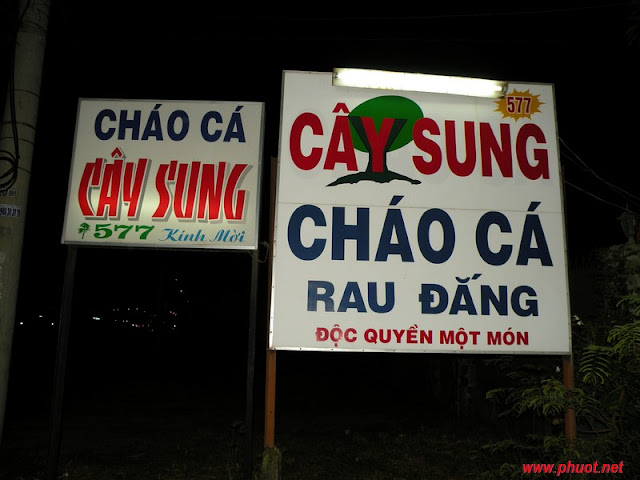 CHÁO CÁ
CÂY SUNG
577 Kính Mời
577
CÂY SUNG
CHÁO CÁ
RAU ĐẮNG
ĐỘC QUYỀN MỘT MÓN
www.phuot.net